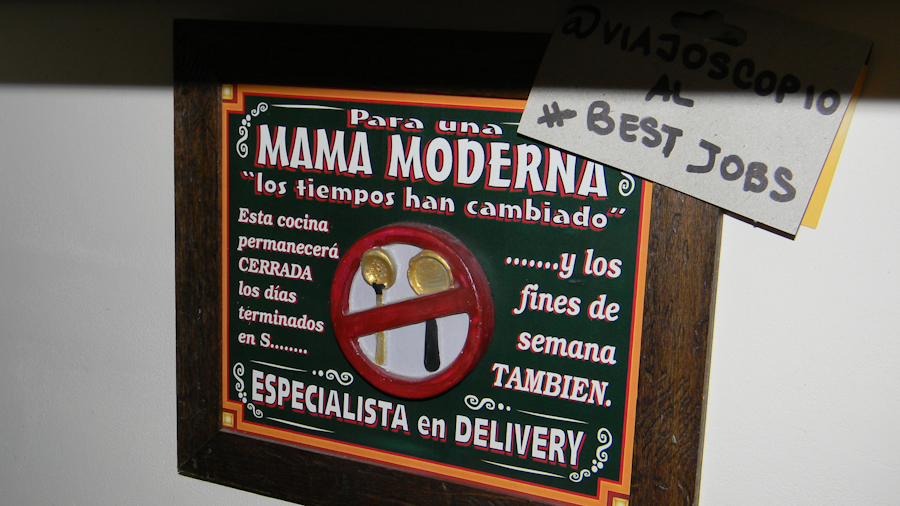 @VIAJOSCOPIO
AL
# BEST JOBS
Para una
MAMA MODERNA
"los tiempos han cambiado"
Esta cocina
permanecerá
CERRADA
los días
terminados
en S........
.......y los
fines de
semana
TAMBIEN.
ESPECIALISTA en DELIVERY